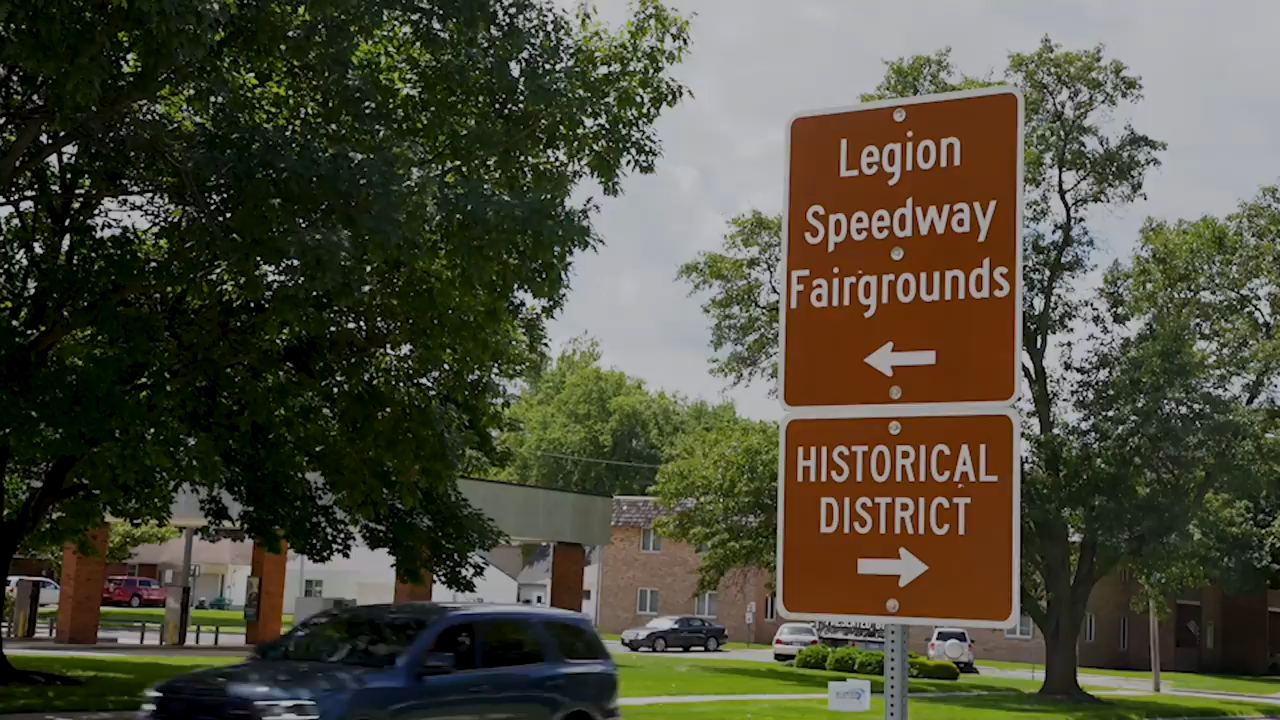 Legion
Speedway
Fairgrounds
HISTORICAL
DISTRICT